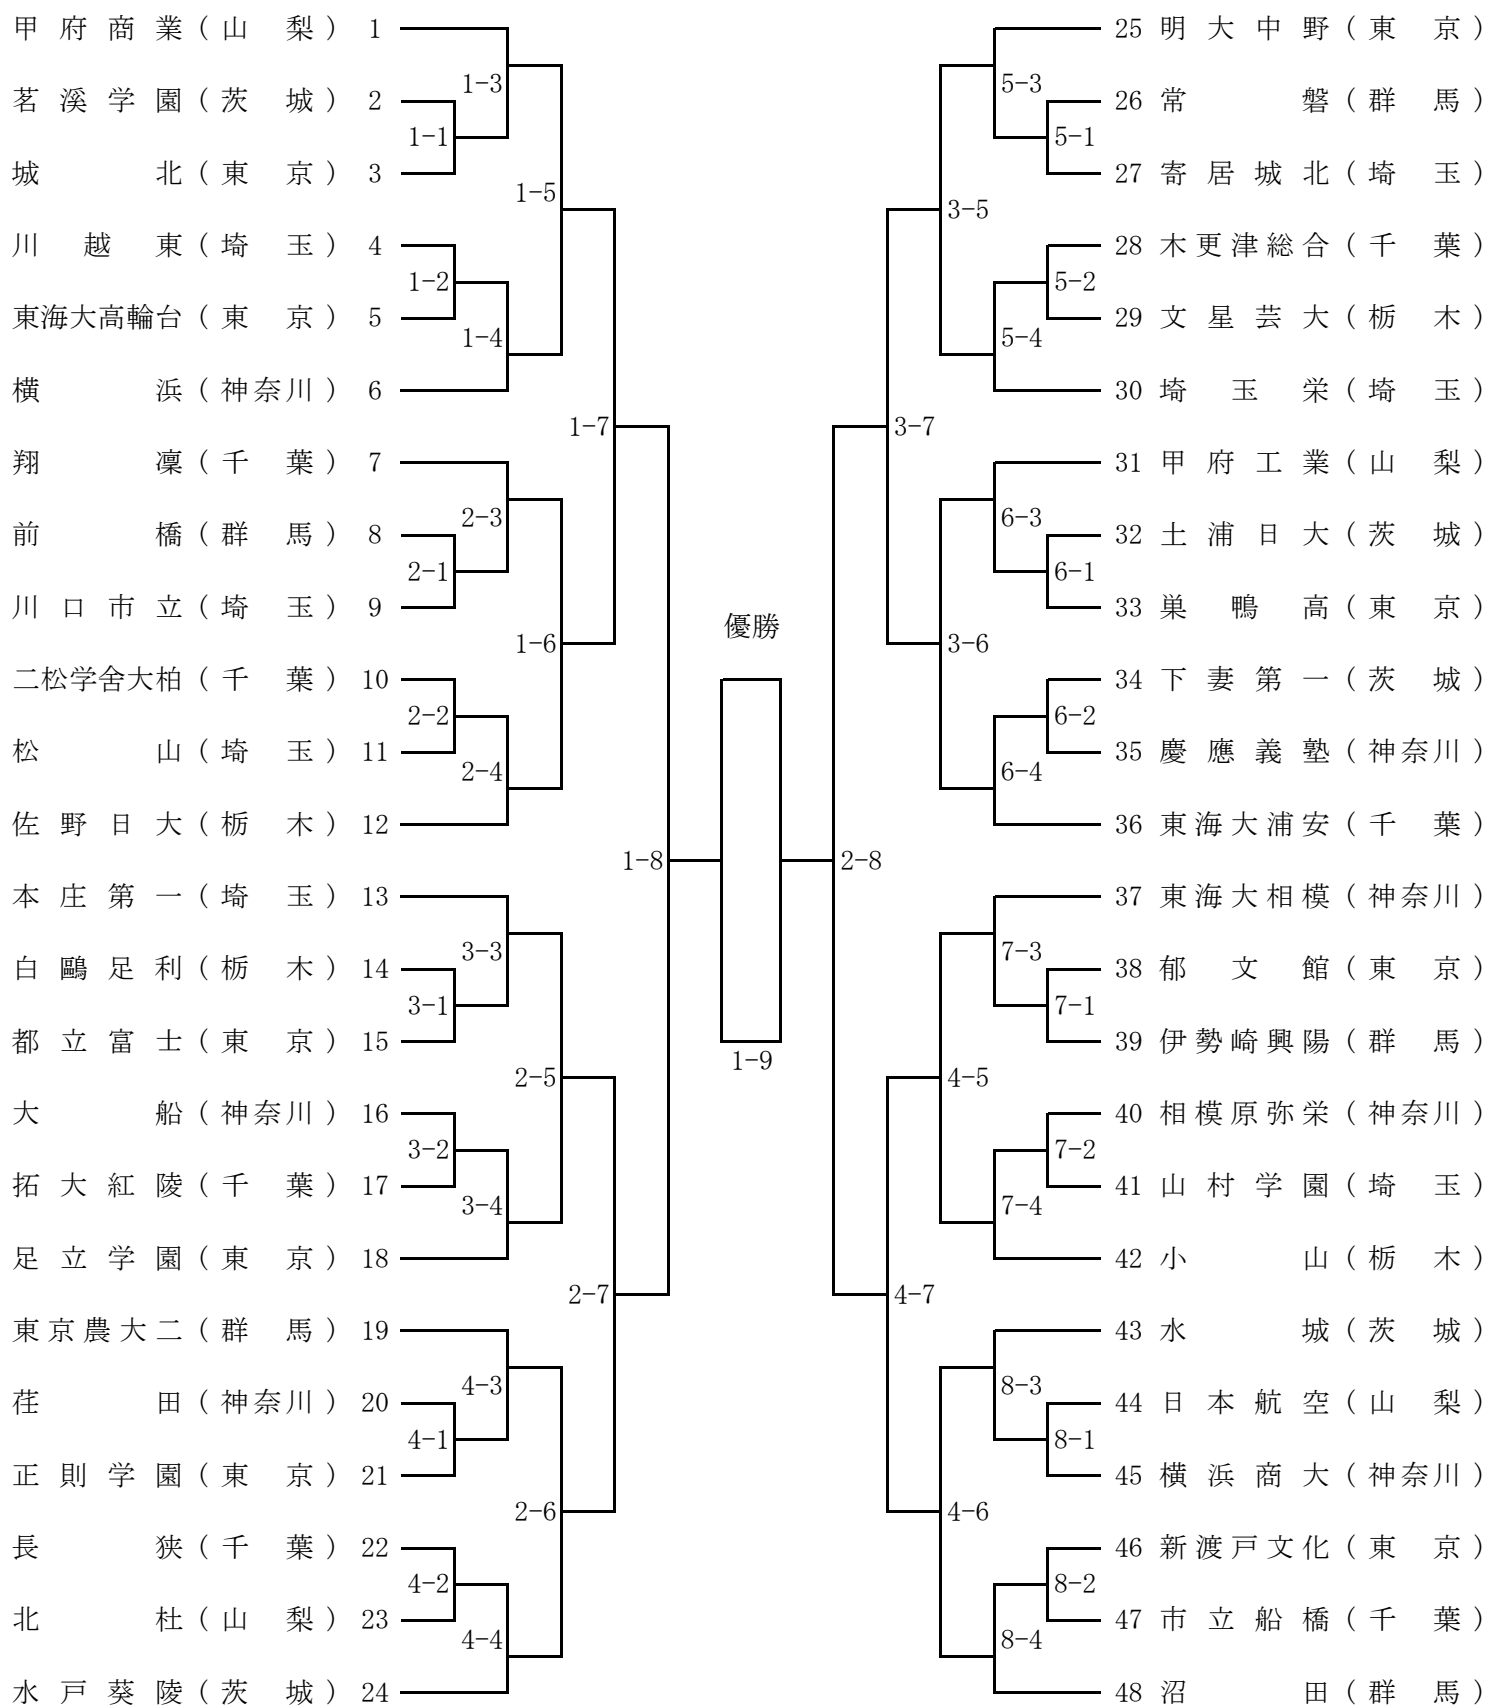 甲府商業(山梨) 1
1-3
茗溪学園(茨城) 2
1-1
城北(東京) 3
1-5
川越東(埼玉) 4
1-2
東海大高輪台(東京) 5
1-4
横浜(神奈川) 6
1-7
翔凜(千葉) 7
2-3
前橋(群馬) 8
2-1
川口市立(埼玉) 9
1-6
二松学舎大柏(千葉) 10
2-2
松山(埼玉) 11
2-4
佐野日大(栃木) 12
1-8
本庄第一(埼玉) 13
3-3
白鷗足利(栃木) 14
3-1
都立富士(東京) 15
2-5
大船(神奈川) 16
3-2
拓大紅陵(千葉) 17
3-4
足立学園(東京) 18
2-7
東京農大二(群馬) 19
4-3
荏田(神奈川) 20
4-1
正則学園(東京) 21
2-6
長狭(千葉) 22
4-2
北杜(山梨) 23
4-4
水戸葵陵(茨城) 24
優勝
1-9
25 明大中野(東京)
5-3
26 常磐(群馬)
5-1
27 寄居城北(埼玉)
3-5
28 木更津総合(千葉)
5-2
29 文星芸大(栃木)
5-4
30 埼玉栄(埼玉)
3-7
31 甲府工業(山梨)
6-3
32 土浦日大(茨城)
6-1
33 巣鴨高(東京)
3-6
34 下妻第一(茨城)
6-2
35 慶應義塾(神奈川)
6-4
36 東海大浦安(千葉)
2-8
37 東海大相模(神奈川)
7-3
38 郁文館(東京)
7-1
39 伊勢崎興陽(群馬)
4-5
40 相模原弥栄(神奈川)
7-2
41 山村学園(埼玉)
7-4
42 小山(栃木)
4-7
43 水城(茨城)
8-3
44 日本航空(山梨)
8-1
45 横浜商大(神奈川)
4-6
46 新渡戸文化(東京)
8-2
47 市立船橋(千葉)
8-4
48 沼田(群馬)